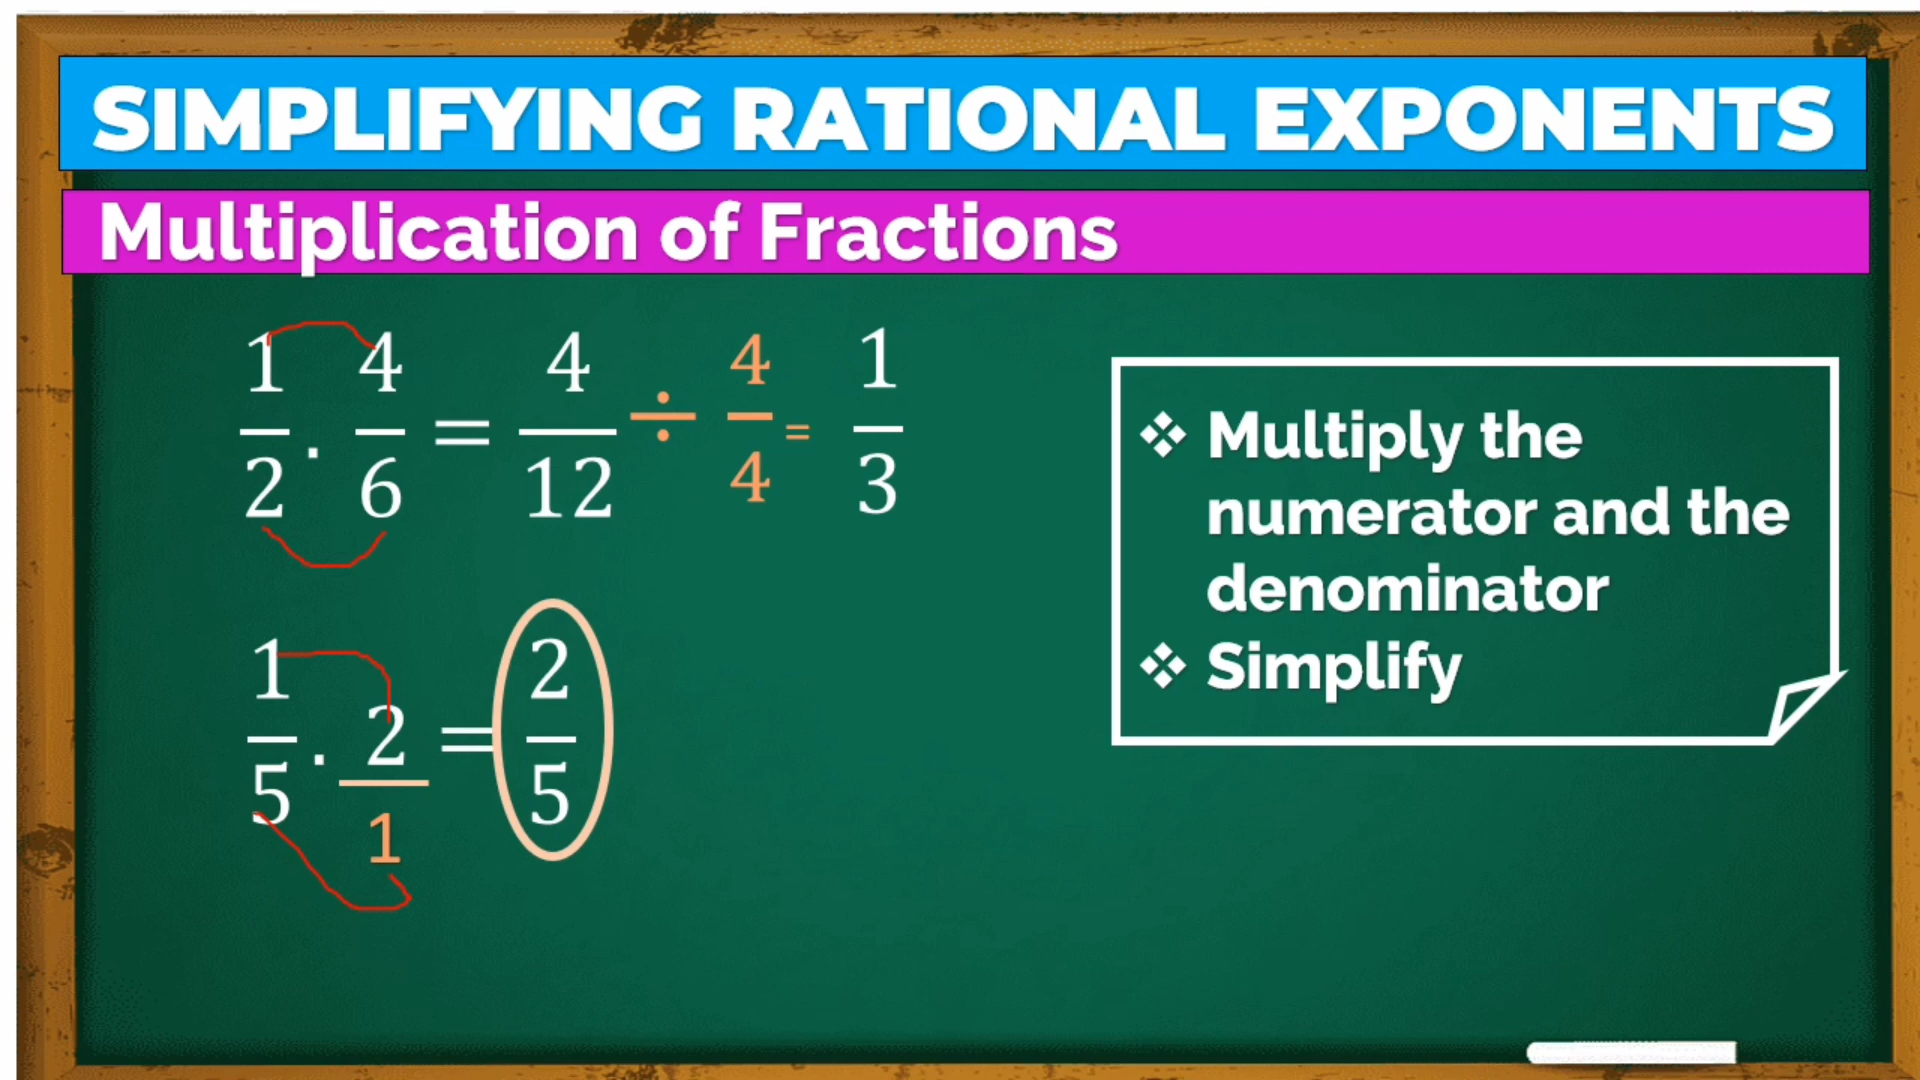 SIMPLIFYING RATIONAL EXPONENTS
Multiplication of Fractions
1/2 . 4/6 = 4/12 ÷ 4/4 = 1/3
1/5 . 2/1 = 2/5
❖ Multiply the
numerator and the
denominator
❖ Simplify